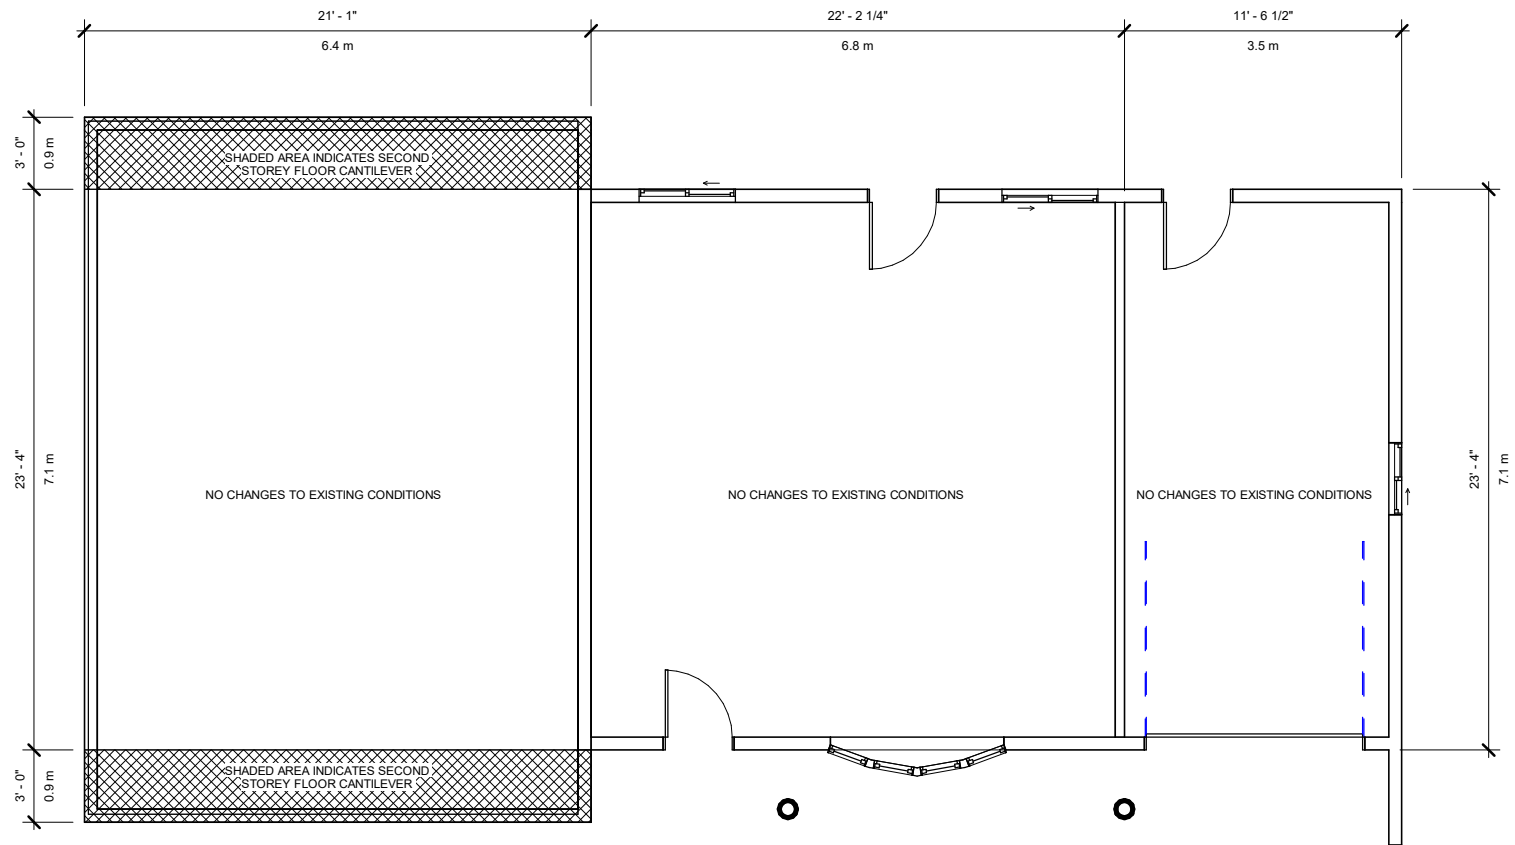 21' - 1"
22' - 2 1/4"
11' - 6 1/2"
6.4 m
6.8 m
3.5 m
3' - 0"
0.9 m
SHADED AREA INDICATES SECOND
STOREY FLOOR CANTILEVER
23' - 4"
7.1 m
NO CHANGES TO EXISTING CONDITIONS
NO CHANGES TO EXISTING CONDITIONS
NO CHANGES TO EXISTING CONDITIONS
23' - 4"
7.1 m
3' - 0"
0.9 m
SHADED AREA INDICATES SECOND
STOREY FLOOR CANTILEVER